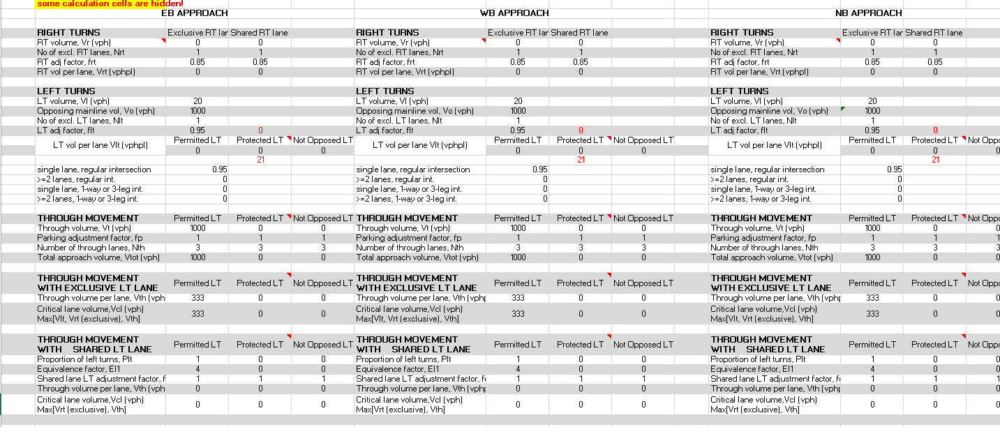 some calculation cells are hidden!
EB APPROACH WB APPROACH NB APPROACH
RIGHT TURNS Exclusive RT lar Shared RT lane RIGHT TURNS Exclusive RT lar Shared RT lane RIGHT TURNS Exclusive RT lar Shared RT lane
RT volume, Vr (vph) 0 0 RT volume, Vr (vph) 0 0 RT volume, Vr (vph) 0 0
No of excl. RT lanes, Nrt 1 1 No of excl. RT lanes, Nrt 1 1 No of excl. RT lanes, Nrt 1 1
RT adj factor, frt 0.85 0.85 RT adj factor, frt 0.85 0.85 RT adj factor, frt 0.85 0.85
RT vol per lane, Vrt (vphpl) 0 0 RT vol per lane, Vrt (vphpl) 0 0 RT vol per lane, Vrt (vphpl) 0 0
LEFT TURNS LEFT TURNS LEFT TURNS
LT volume, Vl (vph) 20 LT volume, Vl (vph) 20 LT volume, Vl (vph) 20
Opposing mainline vol, Vo (vph) 1000 Opposing mainline vol, Vo (vph) 1000 Opposing mainline vol, Vo (vph) 1000
No of excl. LT lanes, Nlt 1 No of excl. LT lanes, Nlt 1 No of excl. LT lanes, Nlt 1
LT adj factor, flt 0.95 0 LT adj factor, flt 0.95 0 LT adj factor, flt 0.95 0
LT vol per lane Vlt (vphpl) Permitted LT Protected LT Not Opposed LT LT vol per lane Vlt (vphpl) Permitted LT Protected LT Not Opposed LT LT vol per lane Vlt (vphpl) Permitted LT Protected LT Not Oppo
0 0 0 0 0 0 0 0 0
21 21 21
single lane, regular intersection 0.95 single lane, regular intersection 0.95 single lane, regular intersection 0.95
>=2 lanes, regular int. 0 >=2 lanes, regular int. 0 >=2 lanes, regular int. 0
single lane, 1-way or 3-leg int. 0 single lane, 1-way or 3-leg int. 0 single lane, 1-way or 3-leg int. 0
>=2 lanes, 1-way or 3-leg int. 0 >=2 lanes, 1-way or 3-leg int. 0 >=2 lanes, 1-way or 3-leg int. 0
THROUGH MOVEMENT Permitted LT Protected LT Not Opposed LT THROUGH MOVEMENT Permitted LT Protected LT Not Opposed LT THROUGH MOVEMENT Permitted LT Protected LT Not Oppo
Through volume, Vt (vph) 1000 0 0 Through volume, Vt (vph) 1000 0 0 Through volume, Vt (vph) 1000 0 0
Parking adjustment factor, fp 1 1 1 Parking adjustment factor, fp 1 1 1 Parking adjustment factor, fp 1 1 1
Number of through lanes, Nth 3 3 3 Number of through lanes, Nth 3 3 3 Number of through lanes, Nth 3 3 3
Total approach volume, Vtot (vph) 1000 0 0 Total approach volume, Vtot (vph) 1000 0 0 Total approach volume, Vtot (vph) 1000 0 0
THROUGH MOVEMENT THROUGH MOVEMENT THROUGH MOVEMENT
WITH EXCLUSIVE LT LANE Permitted LT Protected LT Not Opposed LT WITH EXCLUSIVE LT LANE Permitted LT Protected LT Not Opposed LT WITH EXCLUSIVE LT LANE Permitted LT Protected LT Not Oppo
Through volume per lane, Vth (vph 333 0 0 Through volume per lane, Vth (vphp 333 0 0 Through volume per lane, Vth (vphp 333 0 0
Critical lane volume,Vcl (vph) Critical lane volume,Vcl (vph) Critical lane volume,Vcl (vph)
Max[Vlt, Vrt (exclusive), Vth] 333 0 0 Max[Vlt, Vrt (exclusive), Vth] 333 0 0 Max[Vlt, Vrt (exclusive), Vth] 333 0 0
THROUGH MOVEMENT THROUGH MOVEMENT THROUGH MOVEMENT
WITH SHARED LT LANE Permitted LT Protected LT Not Opposed LT WITH SHARED LT LANE Permitted LT Protected LT Not Opposed LT WITH SHARED LT LANE Permitted LT Protected LT Not Oppo
Proportion of left turns, Plt 1 0 0 Proportion of left turns, Plt 1 0 0 Proportion of left turns, Plt 1 0 0
Equivalence factor, El1 4 0 0 Equivalence factor, El1 4 0 0 Equivalence factor, El1 4 0 0
Shared lane LT adjustment factor, f 1 1 1 Shared lane LT adjustment factor, f 1 1 1 Shared lane LT adjustment factor, f 1 1 1
Through volume per lane, Vth (vph 0 0 0 Through volume per lane, Vth (vphp 0 0 0 Through volume per lane, Vth (vphp 0 0 0
Critical lane volume,Vcl (vph) Critical lane volume,Vcl (vph) Critical lane volume,Vcl (vph)
Max[Vrt (exclusive), Vth] 0 0 0 Max[Vrt (exclusive), Vth] 0 0 0 Max[Vrt (exclusive), Vth] 0 0 0